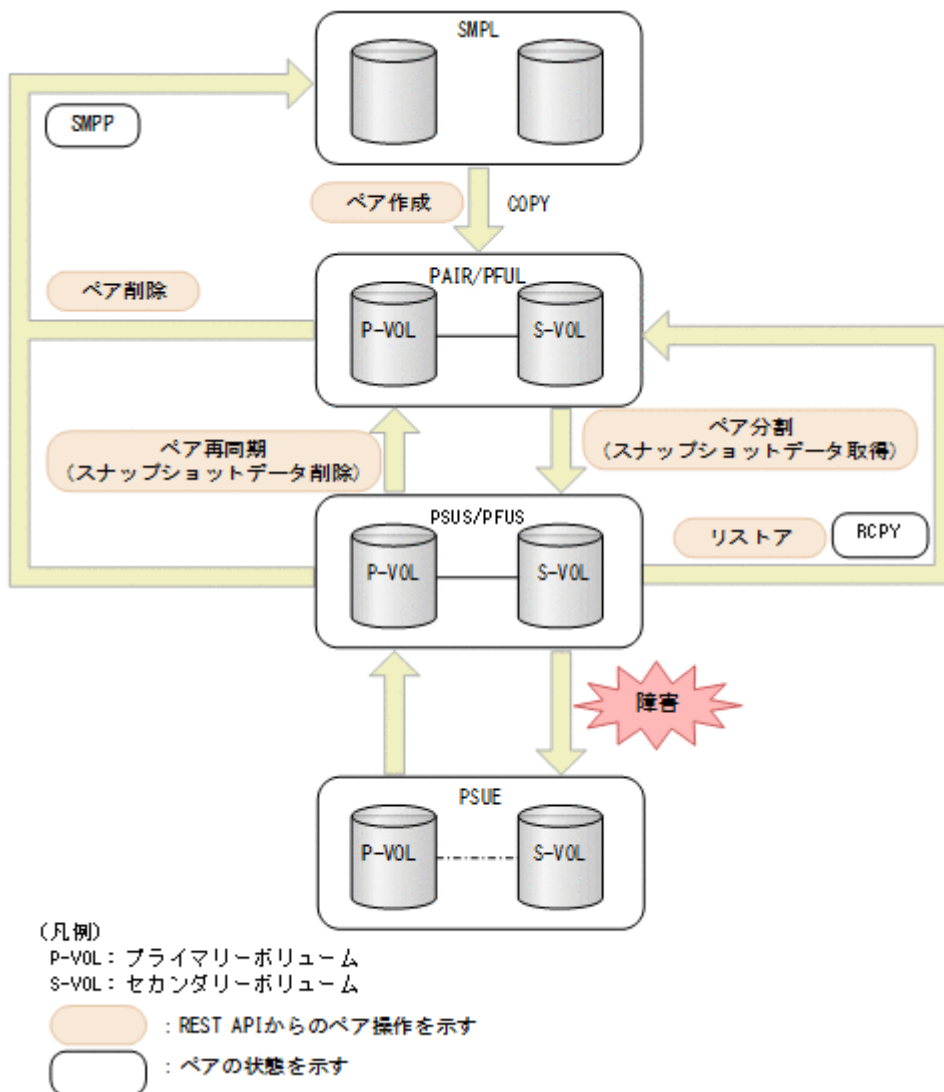 SMPL
SMPP
ペア作成
COPY
PAIR/PFUL
ペア削除
P-VOL
S-VOL
ペア再同期
(スナップショットデータ削除)
ペア分割
(スナップショットデータ取得)
PSUS/PFUS
リストア
RCPY
P-VOL
S-VOL
障害
PSUE
P-VOL
S-VOL
(凡例)
P-VOL: プライマリーボリューム
S-VOL: セカンダリーボリューム
: REST APIからのペア操作を示す
: ペアの状態を示す